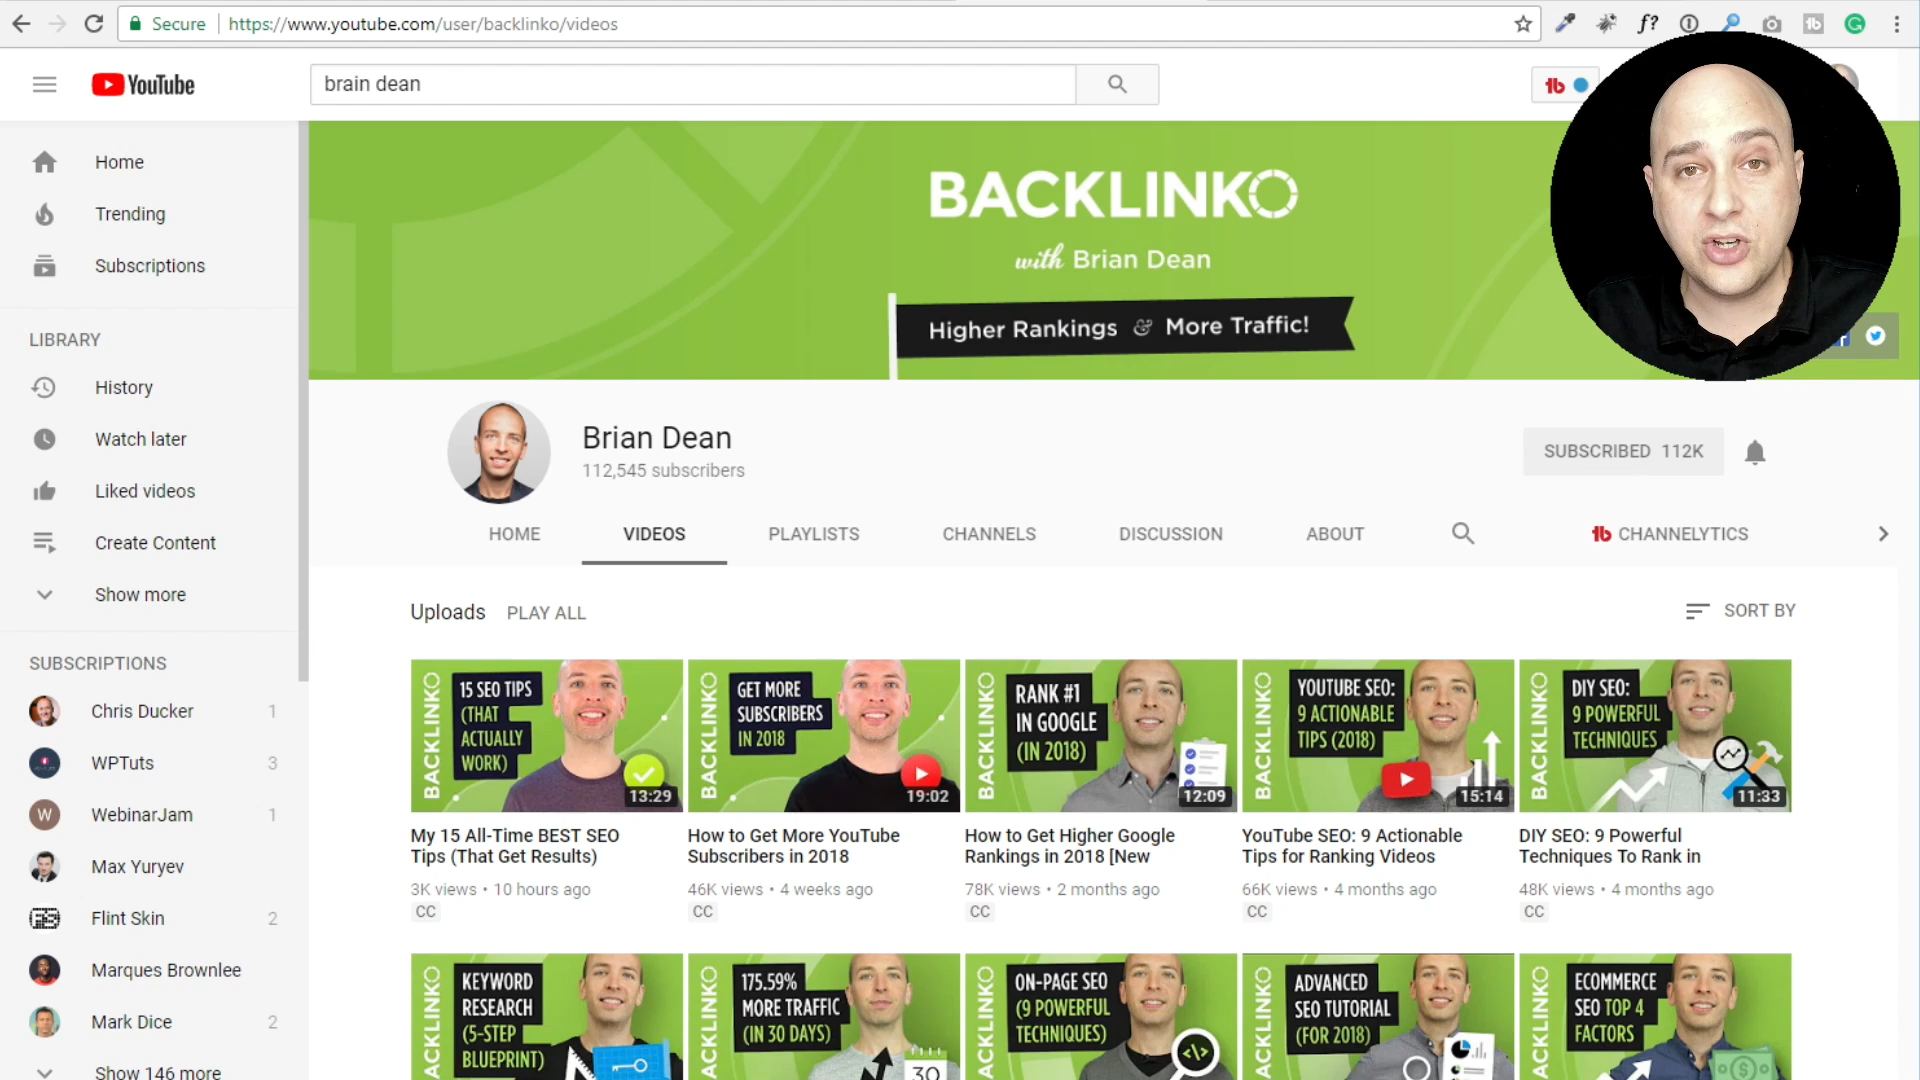 Secure
https://www.youtube.com/user/backlinko/videos
f?
YouTube
brain dean
Home
Trending
Subscriptions
LIBRARY
History
Watch later
Liked videos
Create Content
Show more
SUBSCRIPTIONS
Chris Ducker 1
WPTuts 3
W WebinarJam 1
Max Yuryev
Flint Skin 2
Marques Brownlee
Mark Dice 2
Show 146 more
BACKLINKO
with Brian Dean
Higher Rankings & More Traffic!
Brian Dean
112,545 subscribers
SUBSCRIBED 112K
HOME VIDEOS PLAYLISTS CHANNELS DISCUSSION ABOUT CHANNELYTICS
Uploads PLAY ALL
SORT BY
BACKLINKO
15 SEO TIPS
(THAT
ACTUALLY
WORK)
13:29
My 15 All-Time BEST SEO
Tips (That Get Results)
3K views • 10 hours ago
CC
BACKLINKO
GET MORE
SUBSCRIBERS
IN 2018
19:02
How to Get More YouTube
Subscribers in 2018
46K views • 4 weeks ago
CC
BACKLINKO
RANK #1
IN GOOGLE
(IN 2018)
12:09
How to Get Higher Google
Rankings in 2018 [New
78K views • 2 months ago
CC
BACKLINKO
YOUTUBE SEO:
9 ACTIONABLE
TIPS (2018)
15:14
YouTube SEO: 9 Actionable
Tips for Ranking Videos
66K views • 4 months ago
CC
BACKLINKO
DIY SEO:
9 POWERFUL
TECHNIQUES
11:33
DIY SEO: 9 Powerful
Techniques To Rank in
48K views • 4 months ago
CC
ACKLINKO
KEYWORD
RESEARCH
(5-STEP
BLUEPRINT)
ACKLINKO
175.59%
MORE TRAFFIC
(IN 30 DAYS)
30
ACKLINKO
ON-PAGE SEO
(9 POWERFUL
TECHNIQUES)
</>
ACKLINKO
ADVANCED
SEO TUTORIAL
(FOR 2018)
ACKLINKO
ECOMMERCE
SEO TOP 4
FACTORS